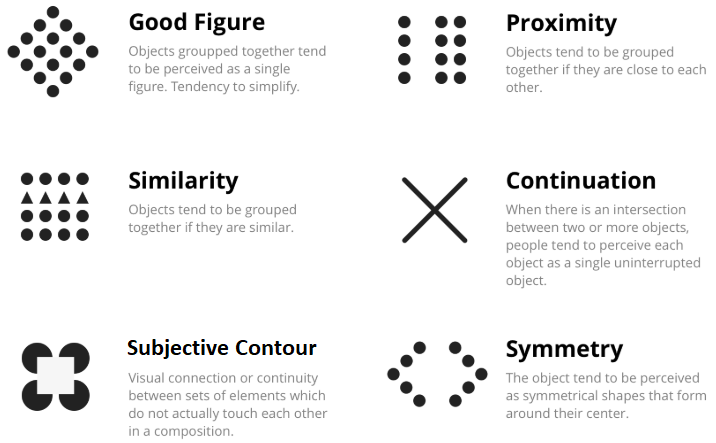 Good Figure
Objects groupped together tend
to be perceived as a single
figure. Tendency to simplify.
Proximity
Objects tend to be grouped
together if they are close to each
other.
Similarity
Objects tend to be grouped
together if they are similar.
Continuation
When there is an intersection
between two or more objects,
people tend to perceive each
object as a single uninterrupted
object.
Subjective Contour
Visual connection or continuity
between sets of elements which
do not actually touch each other
in a composition.
Symmetry
The object tend to be perceived
as symmetrical shapes that form
around their center.